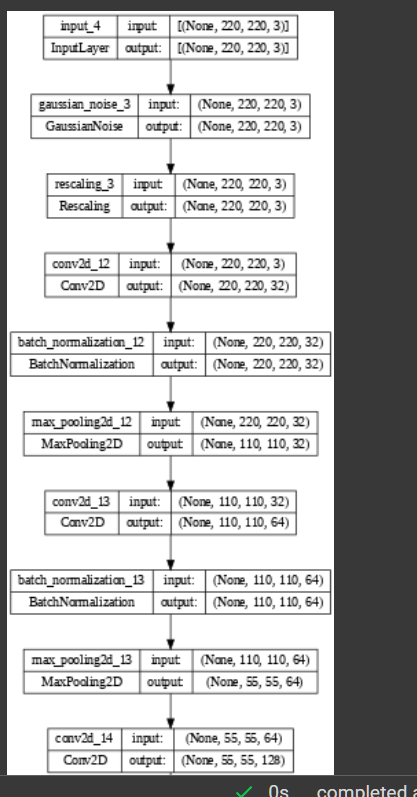 input_4 input: [(None, 220, 220, 3)]
InputLayer output: [(None, 220, 220, 3)]
gaussian_noise_3 input: (None, 220, 220, 3)
GaussianNoise output: (None, 220, 220, 3)
rescaling_3 input: (None, 220, 220, 3)
Rescaling output: (None, 220, 220, 3)
conv2d_12 input: (None, 220, 220, 3)
Conv2D output: (None, 220, 220, 32)
batch_normalization_12 input: (None, 220, 220, 32)
BatchNormalization output: (None, 220, 220, 32)
max_pooling2d_12 input: (None, 220, 220, 32)
MaxPooling2D output: (None, 110, 110, 32)
conv2d_13 input: (None, 110, 110, 32)
Conv2D output: (None, 110, 110, 64)
batch_normalization_13 input: (None, 110, 110, 64)
BatchNormalization output: (None, 110, 110, 64)
max_pooling2d_13 input: (None, 110, 110, 64)
MaxPooling2D output: (None, 55, 55, 64)
conv2d_14 input: (None, 55, 55, 64)
Conv2D output: (None, 55, 55, 128)
0s completed a